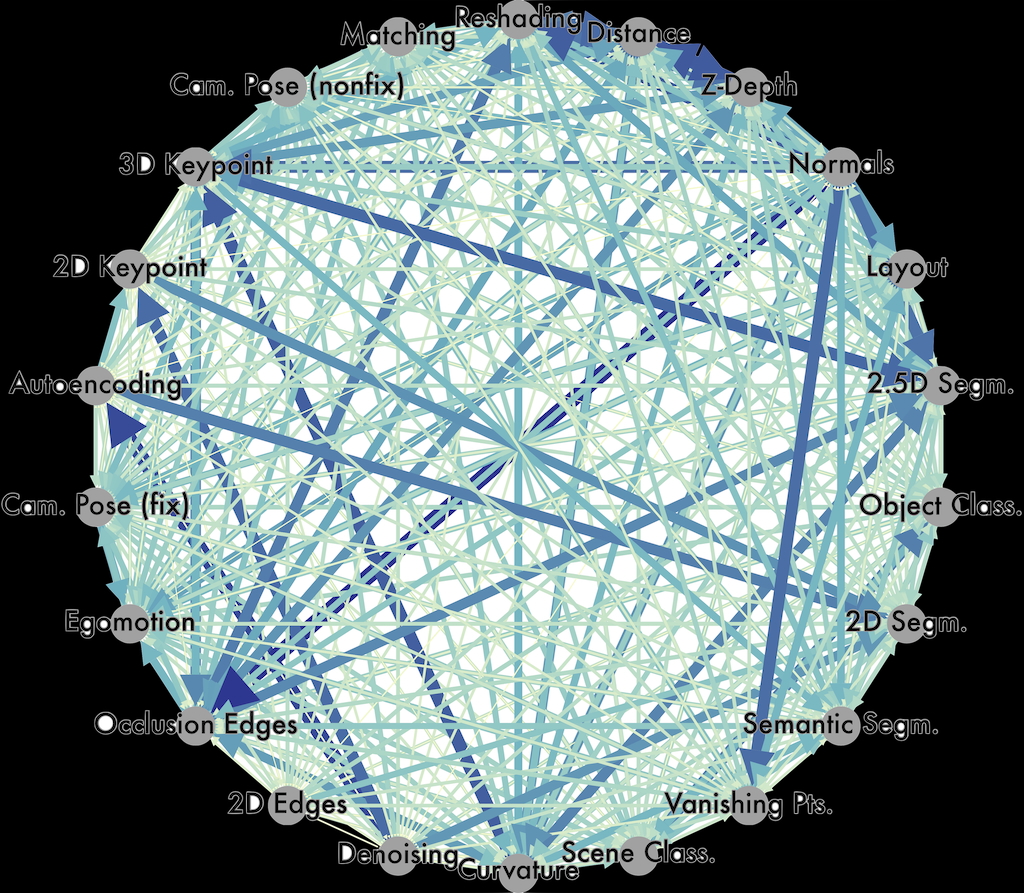 Reshading
Matching
Distance
Cam. Pose (nonfix)
Z-Depth
3D Keypoint
Normals
2D Keypoint
Layout
Autoencoding
2.5D Segm.
Cam. Pose (fix)
Object Class.
Egomotion
2D Segm.
Occlusion Edges
Semantic Segm.
2D Edges
Vanishing Pts.
Denoising
Scene Class.
Curvature